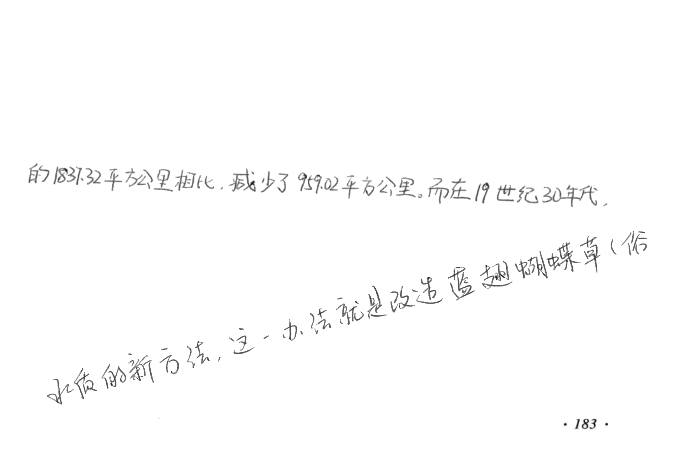 的1837.32平方公里相比,减少了959.02平方公里。而在19世纪30年代,
水质的新方法,这一办法就是改造蓝翅蝴蝶草(俗
· 183 ·